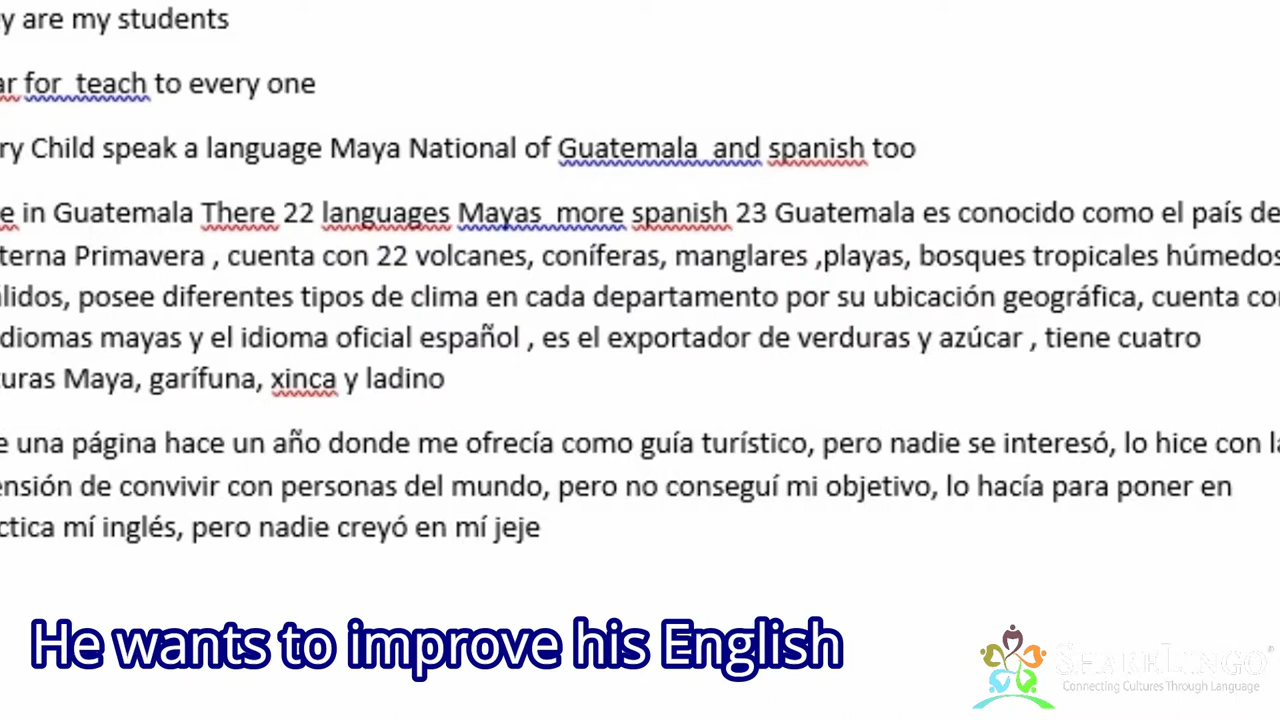 y are my students
ar for teach to every one
ry Child speak a language Maya National of Guatemala and spanish too
e in Guatemala There 22 languages Mayas more spanish 23 Guatemala es conocido como el país de
terna Primavera , cuenta con 22 volcanes, coníferas, manglares ,playas, bosques tropicales húmedos
lidos, posee diferentes tipos de clima en cada departamento por su ubicación geográfica, cuenta con
diomas mayas y el idioma oficial español , es el exportador de verduras y azúcar , tiene cuatro
turas Maya, garífuna, xinca y ladino
e una página hace un año donde me ofrecía como guía turístico, pero nadie se interesó, lo hice con la
ensión de convivir con personas del mundo, pero no conseguí mi objetivo, lo hacía para poner en
ctica mí inglés, pero nadie creyó en mí jeje
He wants to improve his English
SHARELINGO®
Connecting Cultures Through Language